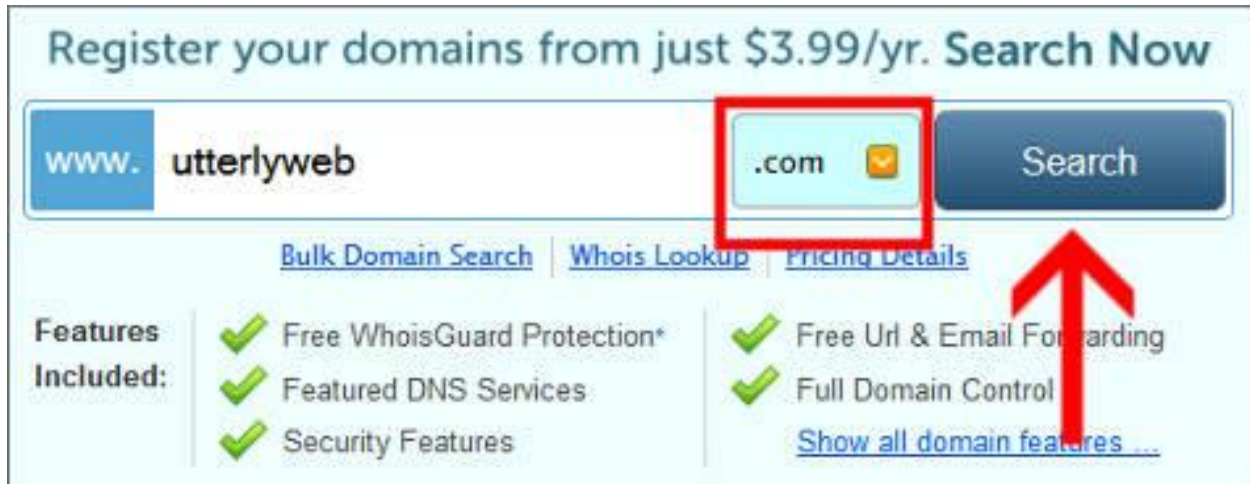 Register your domains from just $3.99/yr. Search Now
www. utterlyweb .com Search
Bulk Domain Search Whois Lookup Pricing Details
Features Included:
Free WhoisGuard Protection*
Featured DNS Services
Security Features
Free Url & Email Forwarding
Full Domain Control
Show all domain features ...